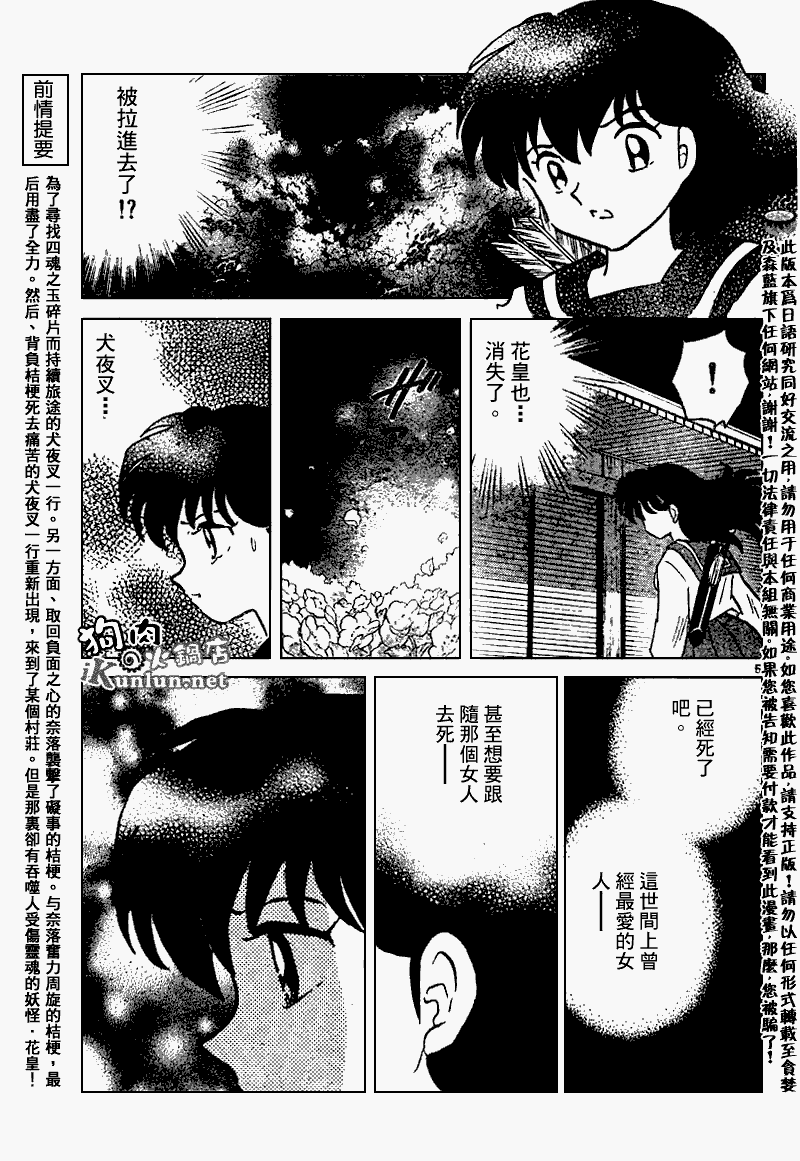 此版本爲日語研究同好交流之用，請勿用于任何商業用途。如您喜歡此作品，請支持正版！請勿以任何形式轉載至貪婪
及森藍旗下任何網站，謝謝！一切法律責任與本組無關。如果您被告知需要付款才能看到此漫畫，那麼，您被騙了！
被拉進去了!?
！
花皇也…
消失了。
犬夜叉…
已經死了
吧。
這世間上曾
經最愛的女
人——
甚至想要跟
隨那個女人
去死——
前情提要
為了尋找四魂之玉碎片而持續旅途的犬夜叉一行。另一方面、取回負面之心的奈落襲擊了礙事的桔梗。与奈落奮力周旋的桔梗，最
后用盡了全力。然后、背負桔梗死去痛苦的犬夜叉一行重新出現，來到了某個村莊。但是那裏卻有吞噬人受傷靈魂的妖怪．花皇！
狗肉火鍋店
iKunlun.net